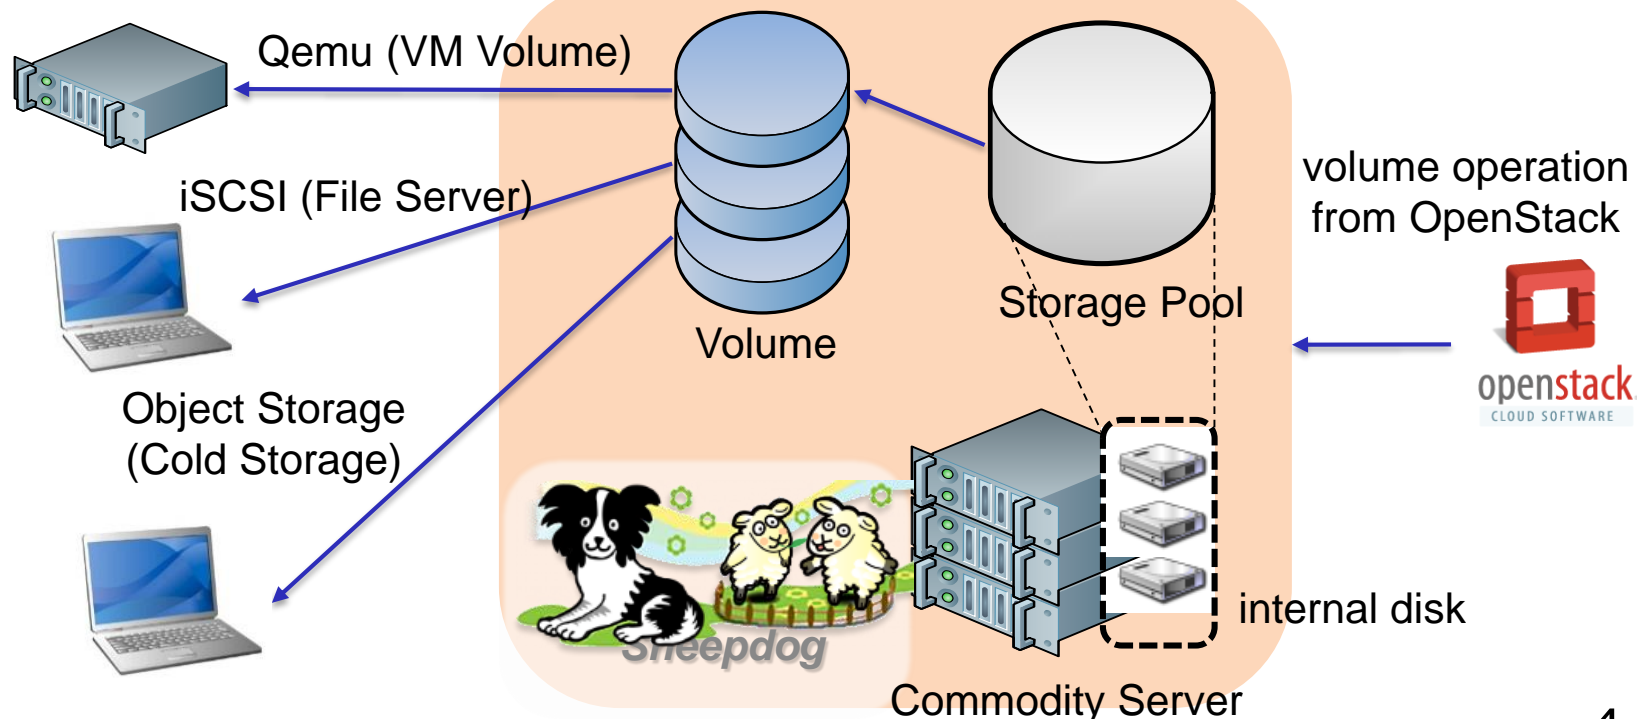 Qemu (VM Volume)
iSCSI (File Server)
Object Storage
(Cold Storage)
Volume
Storage Pool
volume operation
from OpenStack
openstack
CLOUD SOFTWARE
internal disk
Sheepdog
Commodity Server